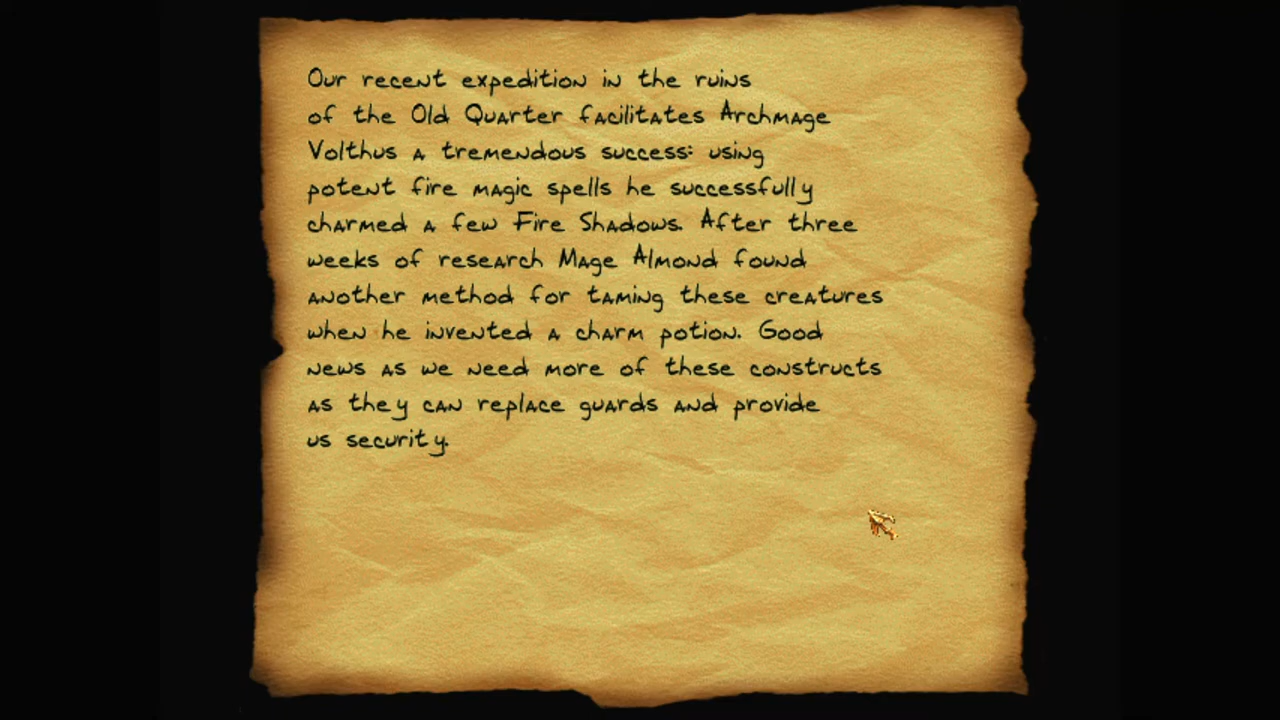 Our recent expedition in the ruins
of the Old Quarter facilitates Archmage
Volthus a tremendous success: using
potent fire magic spells he successfully
charmed a few Fire Shadows. After three
weeks of research Mage Almond found
another method for taming these creatures
when he invented a charm potion. Good
news as we need more of these constructs
as they can replace guards and provide
us security.